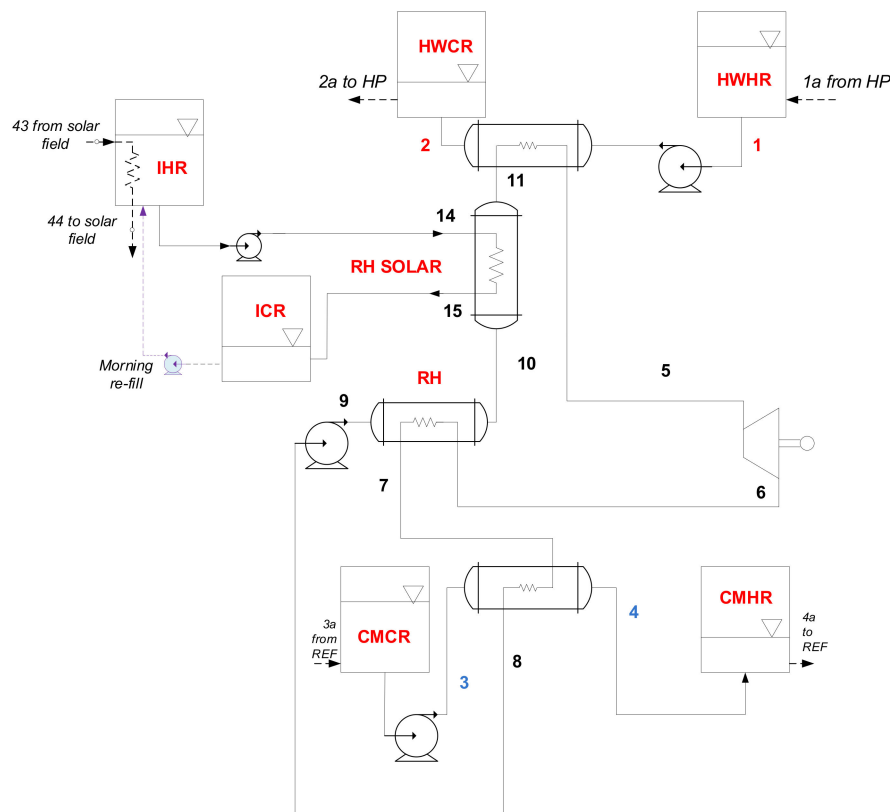 HWCR
HWHR
2a to HP
1a from HP
43 from solar
field
IHR
2
1
11
44 to solar
field
14
RH SOLAR
ICR
15
Morning
re-fill
10
5
RH
9
7
6
CMCR
3a
from
REF
4
CMHR
4a
to
REF
3
8